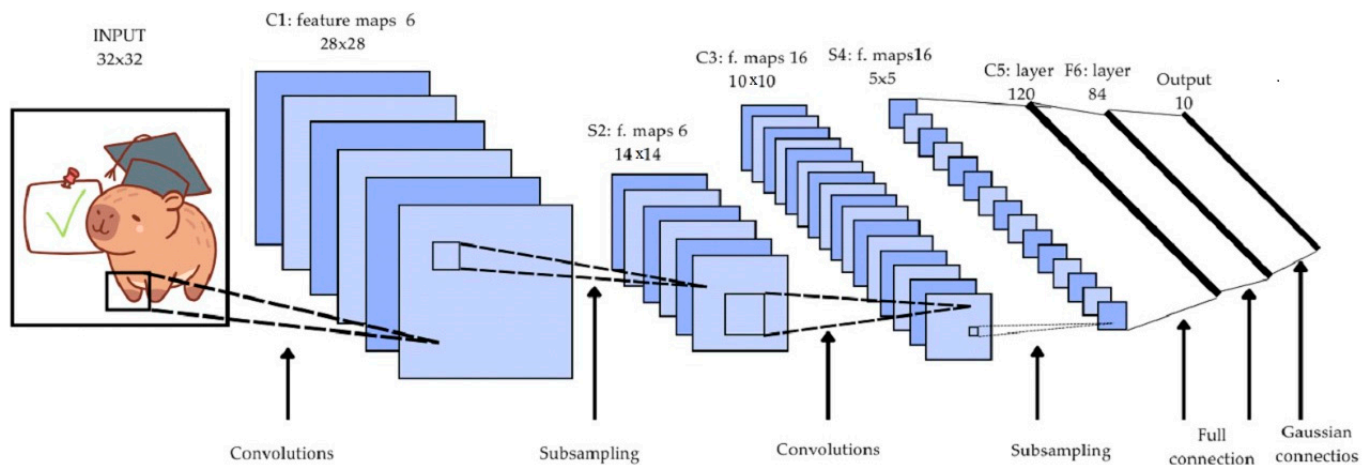 INPUT
32x32
C1: feature maps 6
28x28
S2: f. maps 6
14x14
C3: f. maps 16
10x10
S4: f. maps16
5x5
C5: layer
120
F6: layer
84
Output
10
Convolutions
Subsampling
Convolutions
Subsampling
Full
connection
Gaussian
connectios